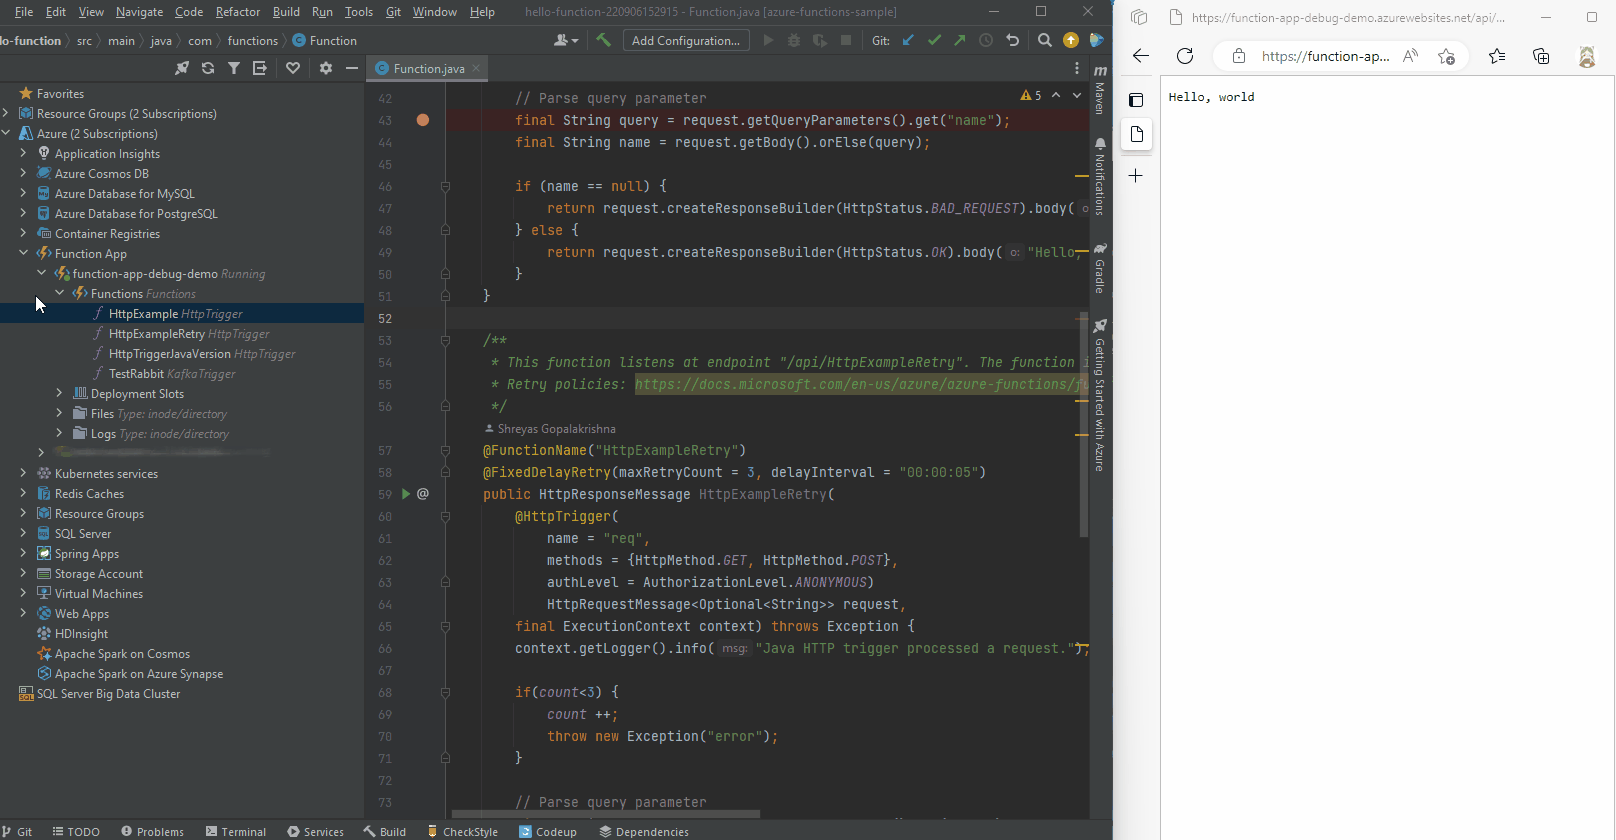 File Edit View Navigate Code Refactor Build Run Tools Git Window Help hello-function-220906152915 - Function.java [azure-functions-sample]
lo-function src main java com functions Function
Add Configuration... Git:
Function.java
Favorites
Resource Groups (2 Subscriptions)
Azure (2 Subscriptions)
Application Insights
Azure Cosmos DB
Azure Database for MySQL
Azure Database for PostgreSQL
Container Registries
Function App
function-app-debug-demo Running
Functions Functions
HttpExample HttpTrigger
HttpExampleRetry HttpTrigger
HttpTriggerJavaVersion HttpTrigger
TestRabbit KafkaTrigger
Deployment Slots
Files Type: inode/directory
Logs Type: inode/directory
Kubernetes services
Redis Caches
Resource Groups
SQL Server
Spring Apps
Storage Account
Virtual Machines
Web Apps
HDInsight
Apache Spark on Cosmos
Apache Spark on Azure Synapse
SQL Server Big Data Cluster
5
42 // Parse query parameter
43 final String query = request.getQueryParameters().get("name");
44 final String name = request.getBody().orElse(query);
45
46 if (name == null) {
47 return request.createResponseBuilder(HttpStatus.BAD_REQUEST).body( o
48 } else {
49 return request.createResponseBuilder(HttpStatus.OK).body( o: "Hello,
50 }
51 }
52
53 /**
54 * This function listens at endpoint "/api/HttpExampleRetry". The function i
55 * Retry policies: https://docs.microsoft.com/en-us/azure/azure-functions/fu
56 */
Shreyas Gopalakrishna
57 @FunctionName("HttpExampleRetry")
58 @FixedDelayRetry(maxRetryCount = 3, delayInterval = "00:00:05")
59 @ public HttpResponseMessage HttpExampleRetry(
60 @HttpTrigger(
61 name = "req",
62 methods = {HttpMethod.GET, HttpMethod.POST},
63 authLevel = AuthorizationLevel.ANONYMOUS)
64 HttpRequestMessage<Optional<String>> request,
65 final ExecutionContext context) throws Exception {
66 context.getLogger().info( msg: "Java HTTP trigger processed a request.");
67
68 if(count<3) {
69 count ++;
70 throw new Exception("error");
71 }
72
73 // Parse query parameter
m Maven
Notifications
Gradle
Getting Started with Azure
Git TODO Problems Terminal Services Build CheckStyle Codeup Dependencies
https://function-app-debug-demo.azurewebsites.net/api/...
https://function-ap...
Hello, world